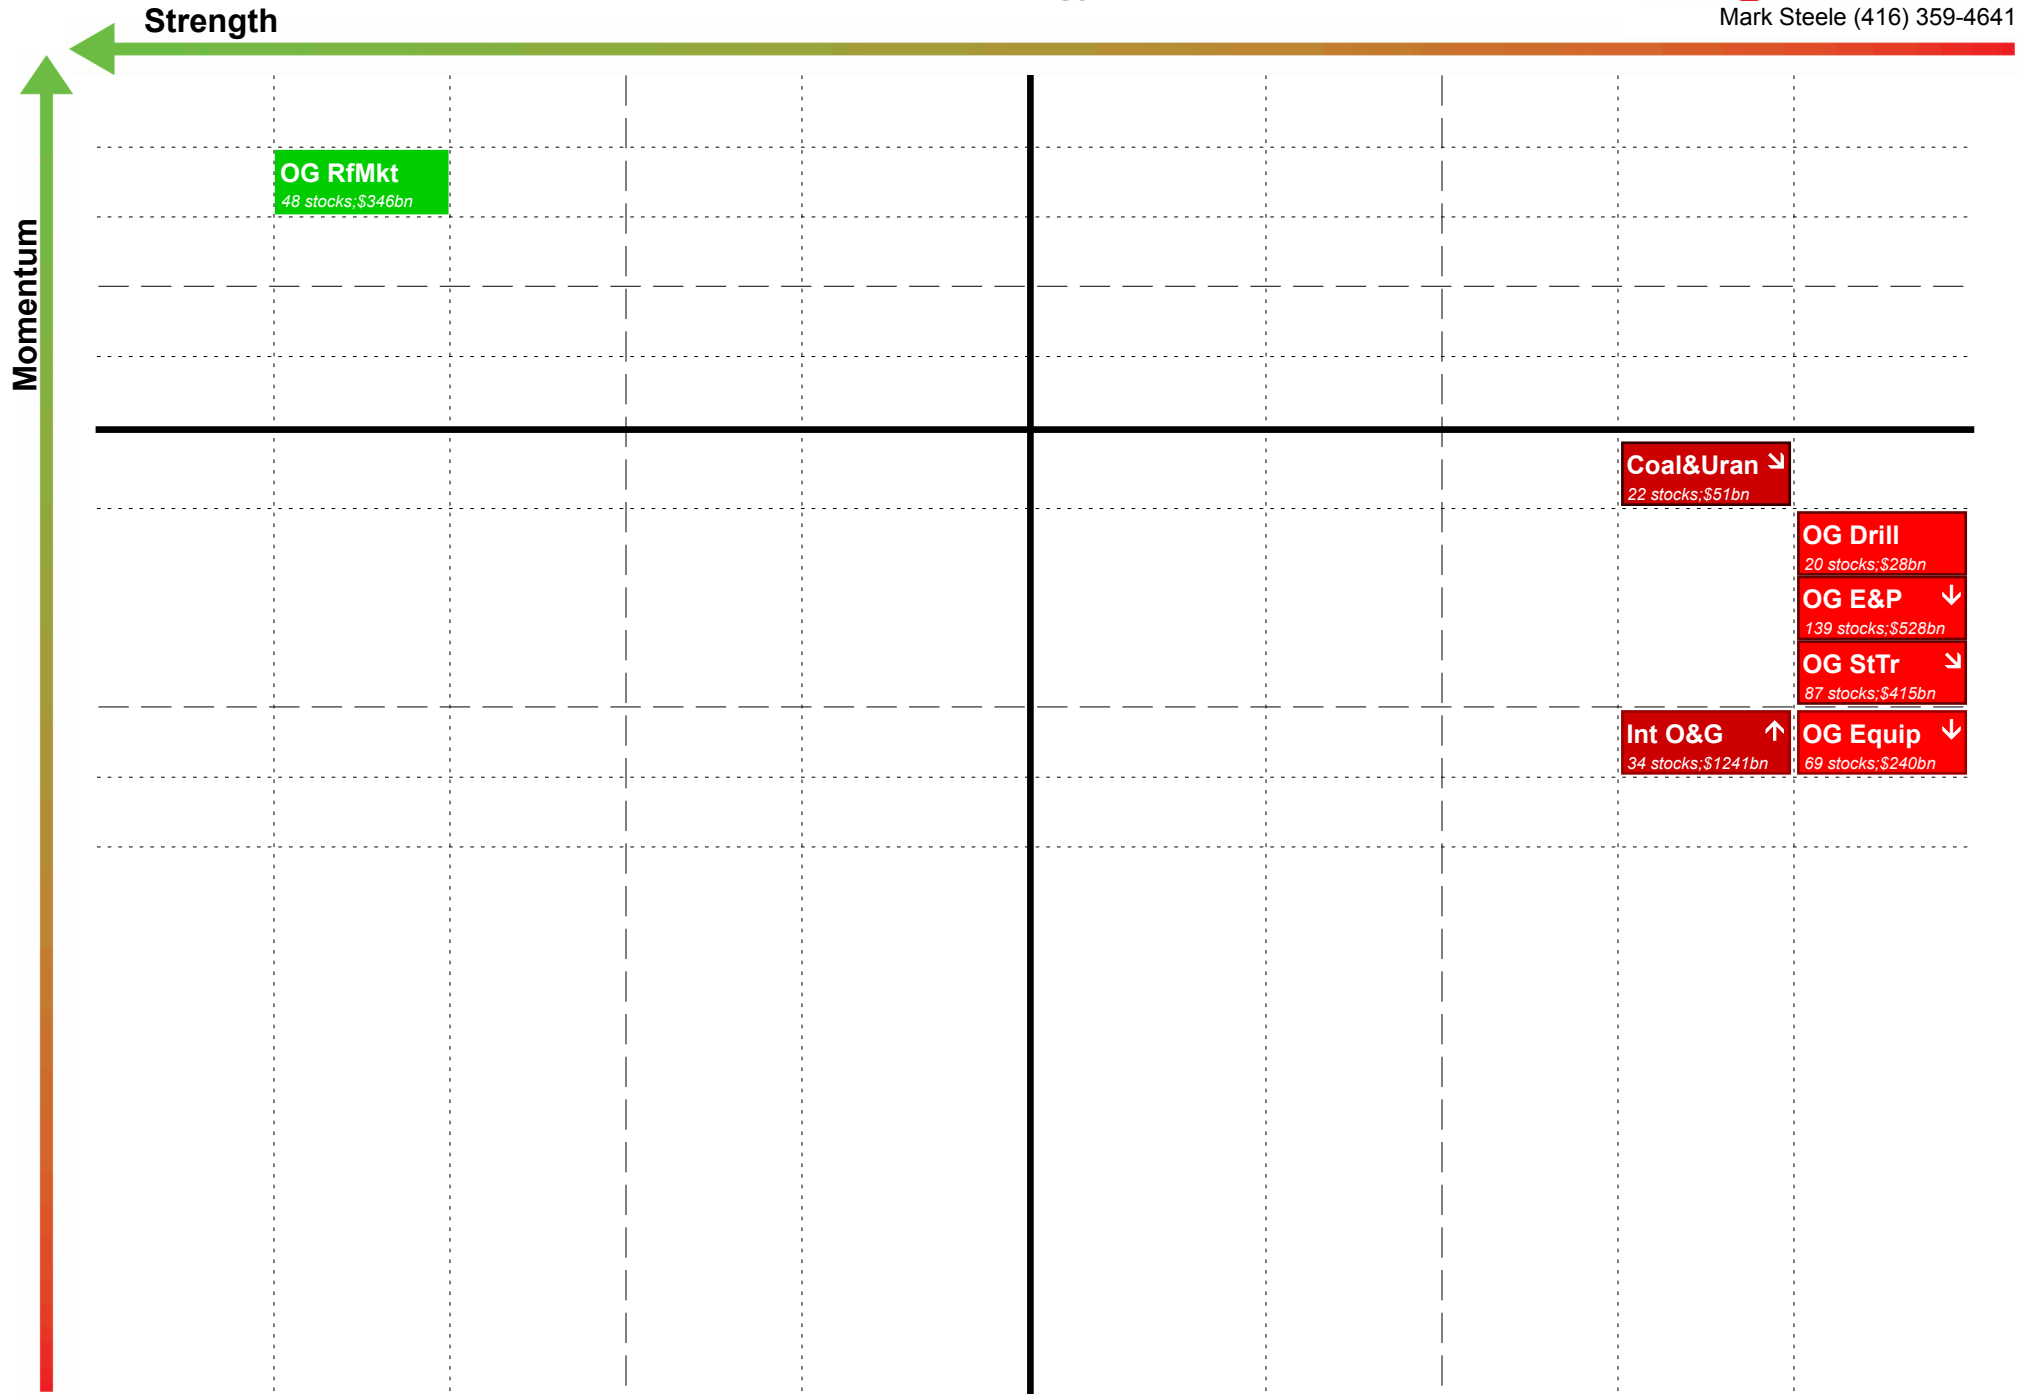 Strength
Mark Steele (416) 359-4641
Momentum
OG RfMkt
48 stocks;$346bn
Coal&Uran
22 stocks;$51bn
OG Drill
20 stocks;$28bn
OG E&P
139 stocks;$528bn
OG StTr
87 stocks;$415bn
Int O&G
34 stocks;$1241bn
OG Equip
69 stocks;$240bn